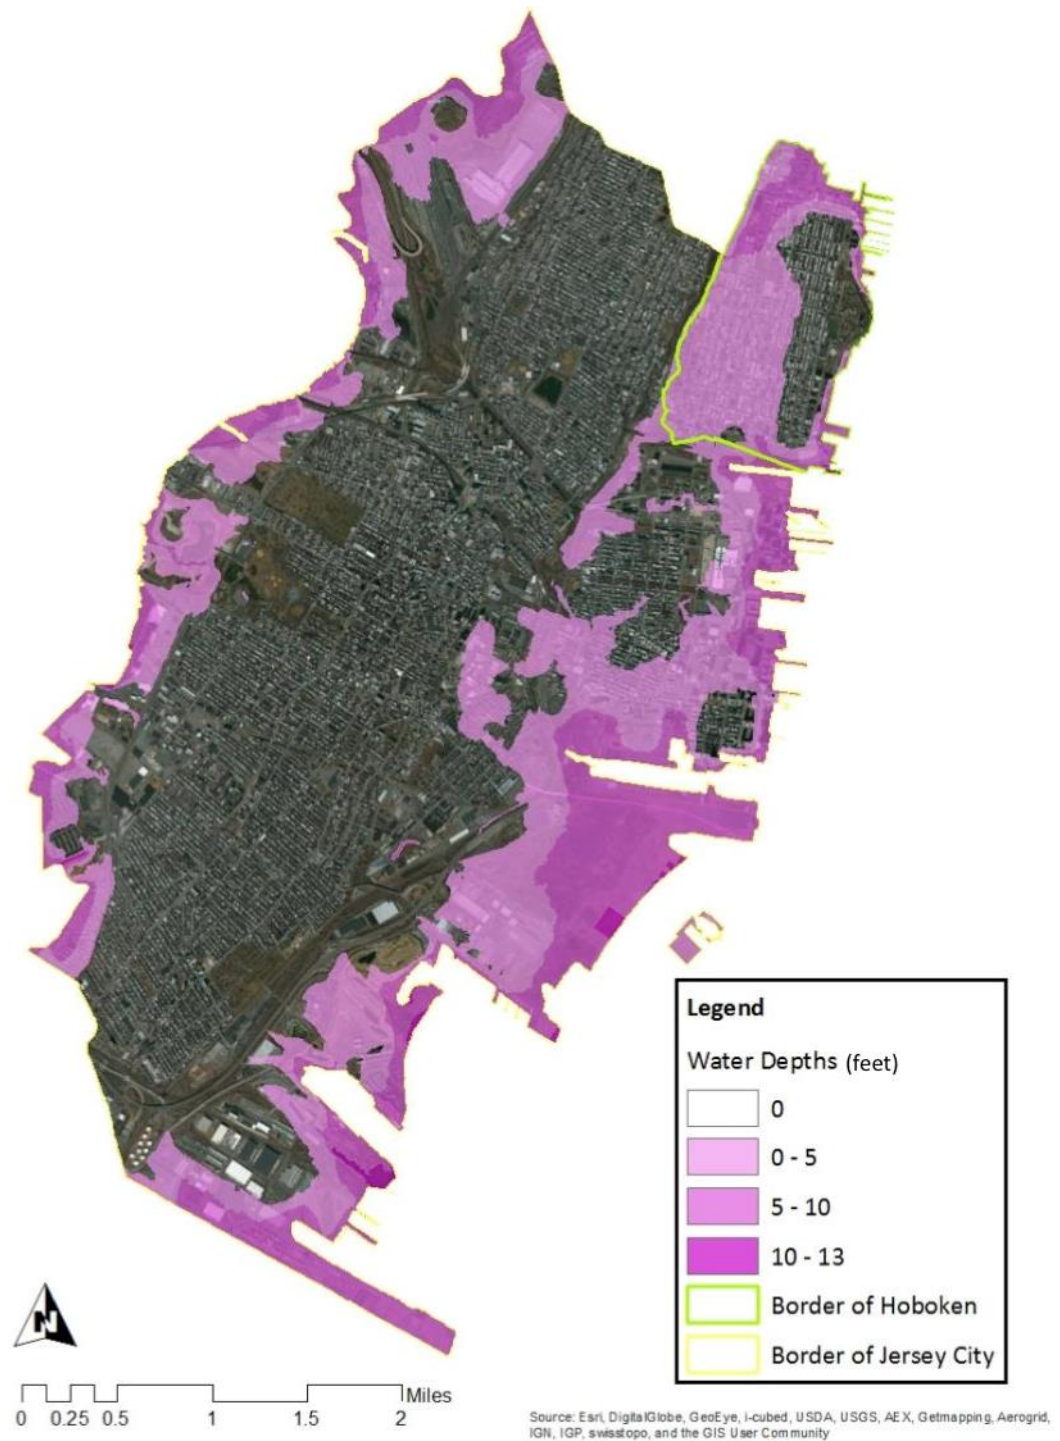 Legend
Water Depths (feet)
0
0 - 5
5 - 10
10 - 13
Border of Hoboken
Border of Jersey City
N
Miles
0 0.25 0.5 1 1.5 2
Source: Esri, DigitalGlobe, GeoEye, i-cubed, USDA, USGS, AEX, Getmapping, Aerogrid,
IGN, IGP, swisstopo, and the GIS User Community